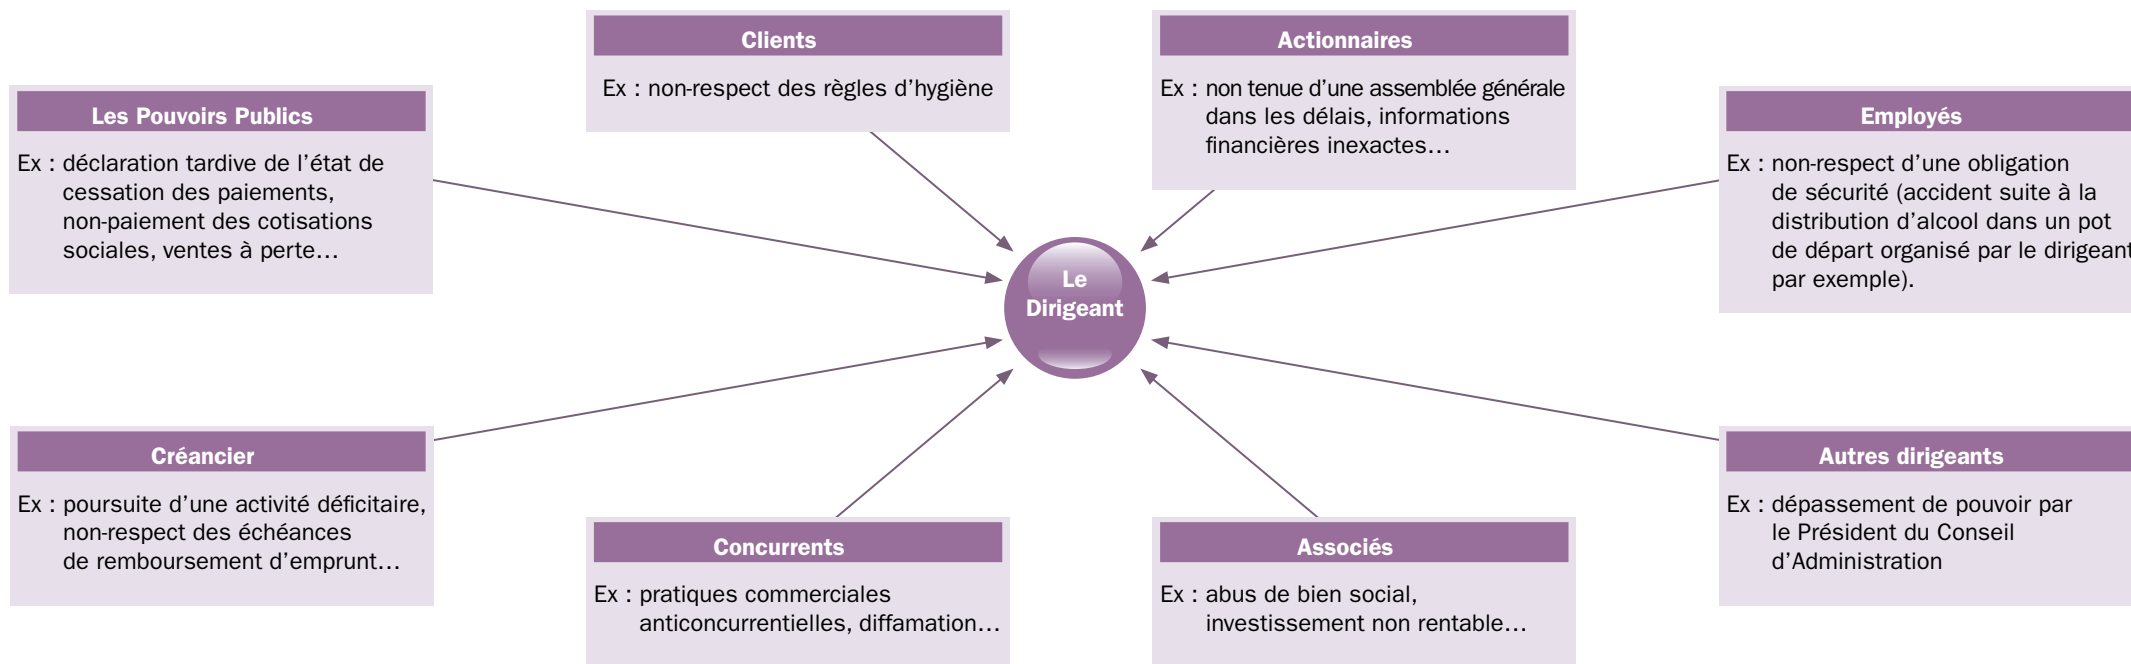 Clients
Ex : non-respect des règles d’hygiène
Actionnaires
Ex : non tenue d’une assemblée générale
dans les délais, informations
financières inexactes…
Les Pouvoirs Publics
Ex : déclaration tardive de l’état de
cessation des paiements,
non-paiement des cotisations
sociales, ventes à perte…
Employés
Ex : non-respect d’une obligation
de sécurité (accident suite à la
distribution d’alcool dans un pot
de départ organisé par le dirigeant
par exemple).
Le
Dirigeant
Créancier
Ex : poursuite d’une activité déficitaire,
non-respect des échéances
de remboursement d’emprunt…
Concurrents
Ex : pratiques commerciales
anticoncurrentielles, diffamation…
Associés
Ex : abus de bien social,
investissement non rentable…
Autres dirigeants
Ex : dépassement de pouvoir par
le Président du Conseil
d’Administration